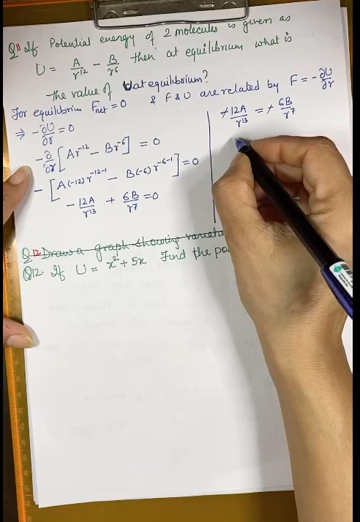 Q11 If Potential energy of 2 molecules is given as
U = A/r¹² - B/r⁶ then at equilibrium what is
the value of U at equilibrium?
For equilibrium Fnet = 0 & F & U are related by F = -∂U/∂r
⇒ -∂U/∂r = 0
-∂/∂r [Ar⁻¹² - Br⁻⁶] = 0
-[A(-12)r⁻¹²⁻¹ - B(-6)r⁻⁶⁻¹] = 0
-12A/r¹³ + 6B/r⁷ = 0
+12A/r¹³ = +6B/r⁷
Q12 Draw a graph showing
Q12. If U = x² + 5x Find the